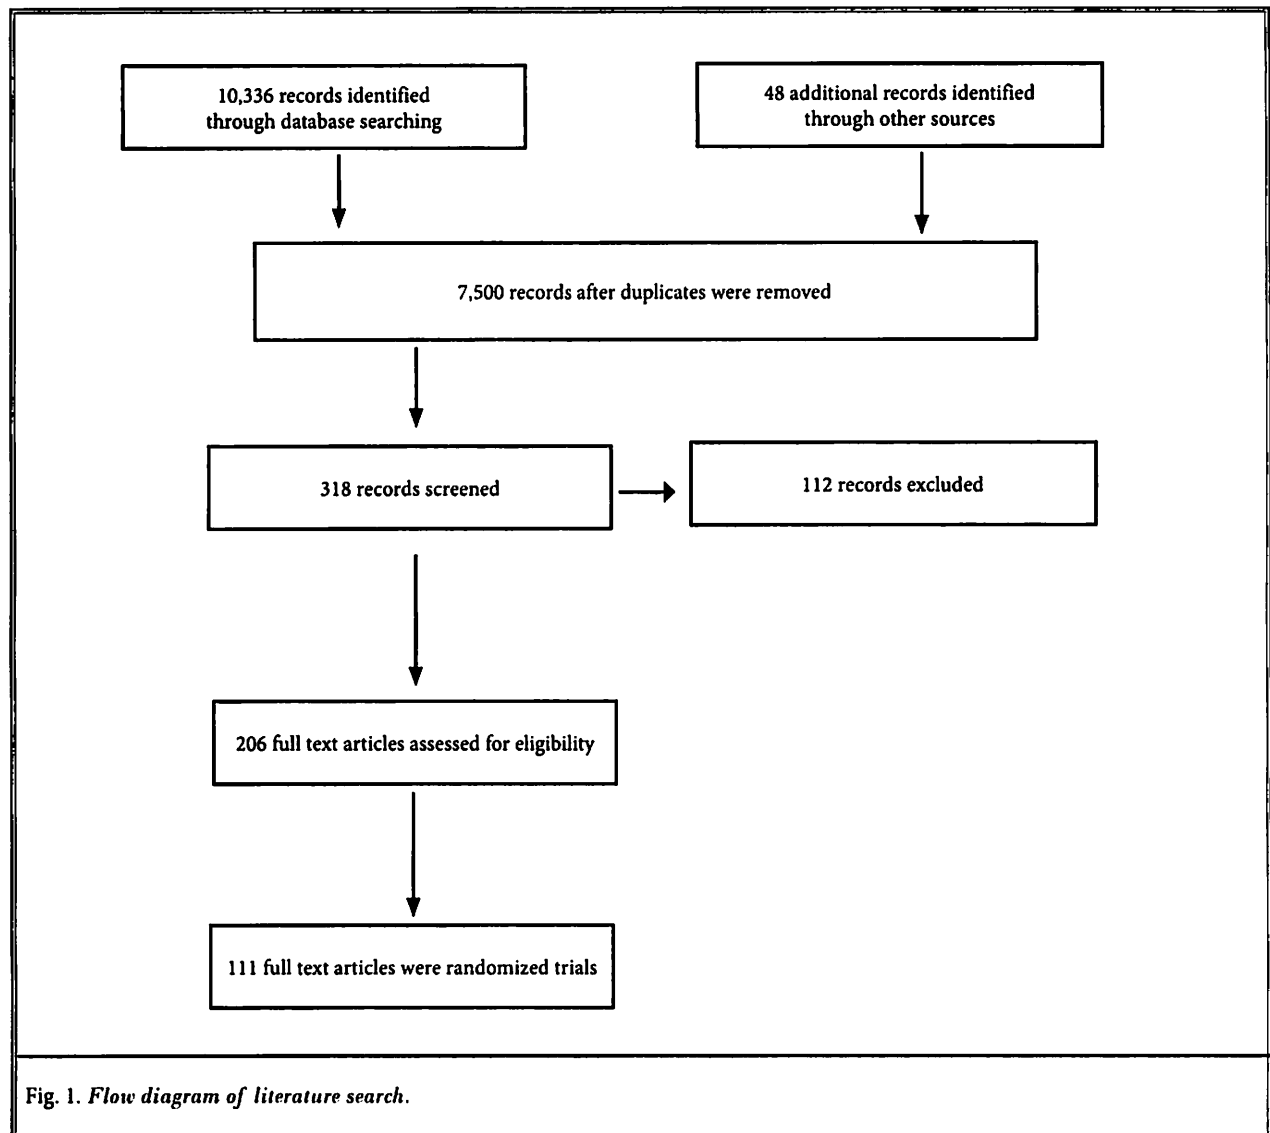 10,336 records identified
through database searching
48 additional records identified
through other sources
7,500 records after duplicates were removed
318 records screened
112 records excluded
206 full text articles assessed for eligibility
111 full text articles were randomized trials
Fig. 1. Flow diagram of literature search.